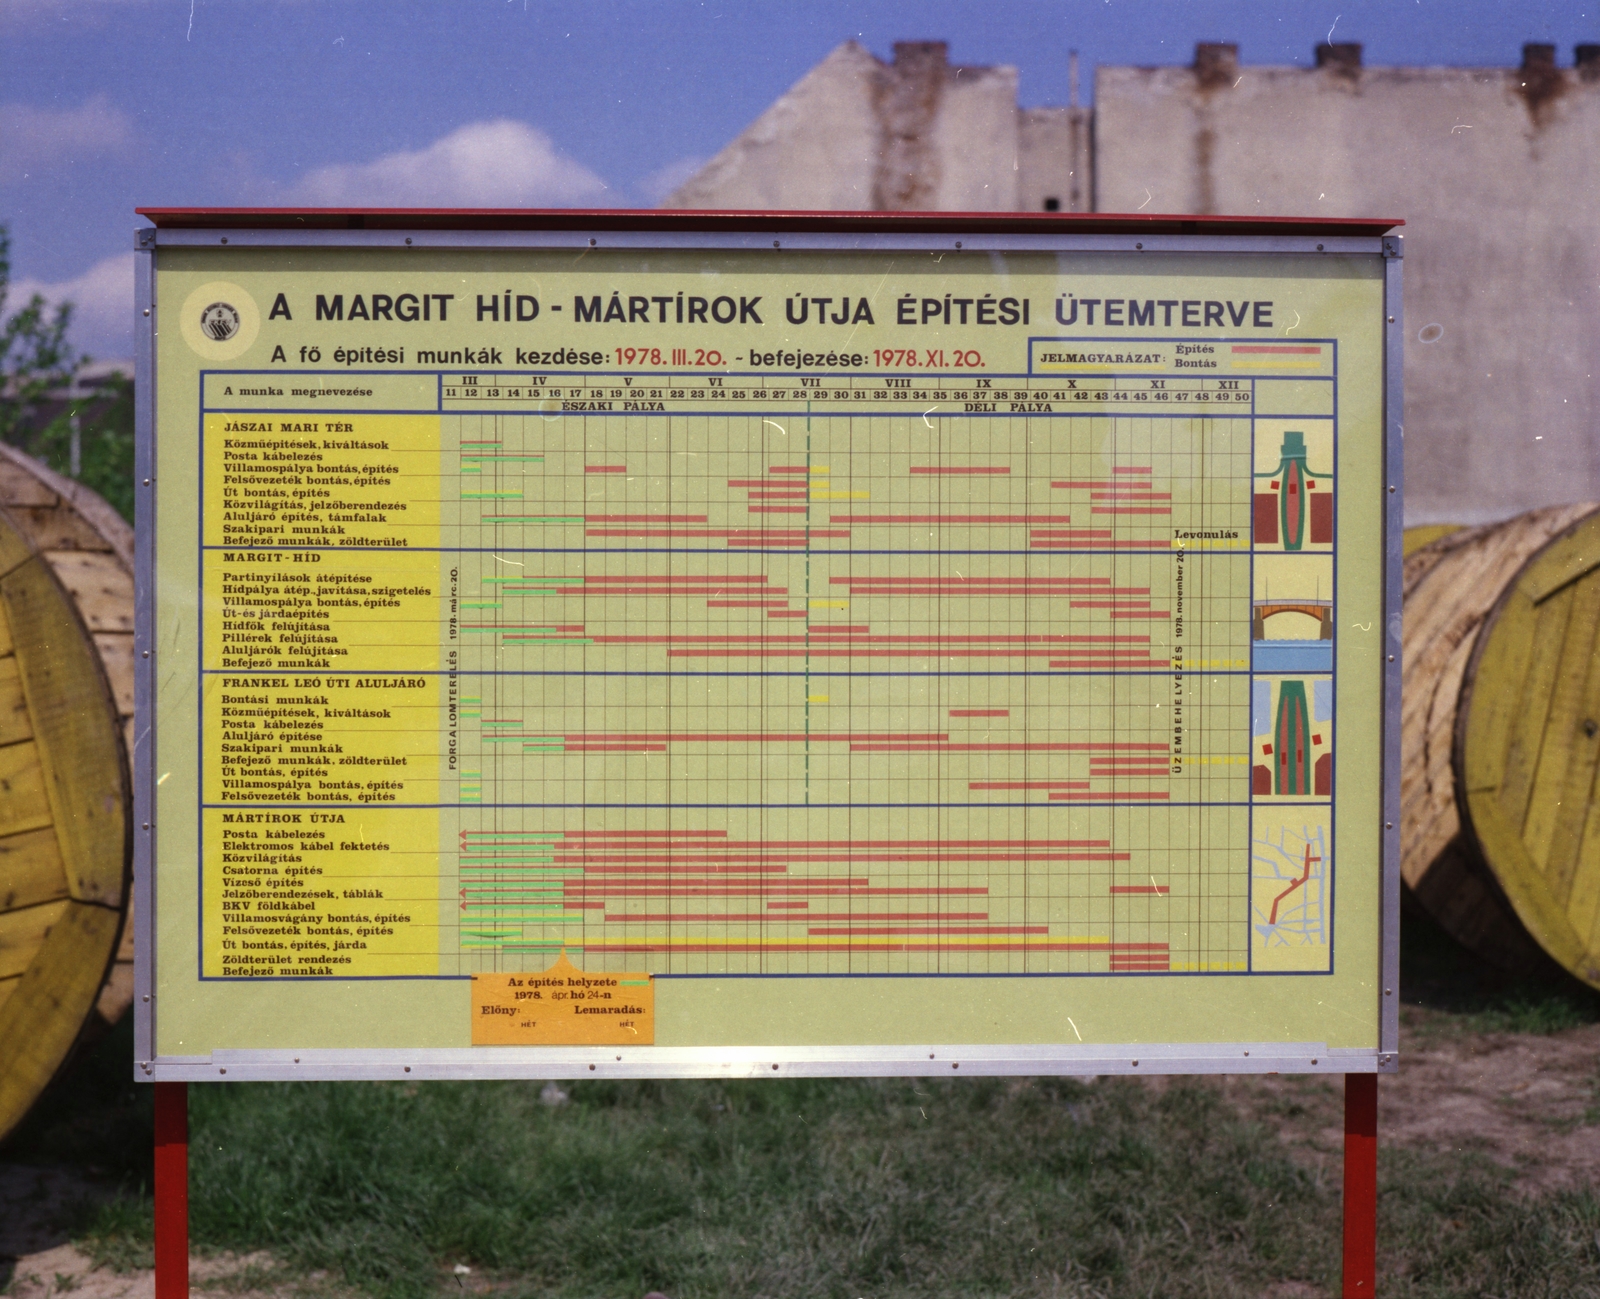 A MARGIT HÍD - MÁRTÍROK ÚTJA ÉPÍTÉSI ÜTEMTERVE
A fő építési munkák kezdése: 1978. III. 20. - befejezése: 1978. XI. 20.
JELMAGYARÁZAT: Építés
Bontás
A munka megnevezése
III IV V VI VII VIII IX X XI XII
11 12 13 14 15 16 17 18 19 20 21 22 23 24 25 26 27 28 29 30 31 32 33 34 35 36 37 38 39 40 41 42 43 44 45 46 47 48 49 50
ÉSZAKI PÁLYA DÉLI PÁLYA
JÁSZAI MARI TÉR
Közműépítések, kiváltások
Posta kábelezés
Villamospálya bontás, építés
Felsővezeték bontás, építés
Út bontás, építés
Közvilágítás, jelzőberendezés
Aluljáró építés, támfalak
Szakipari munkák
Befejező munkák, zöldterület
Levonulás
MARGIT-HÍD
Partinyílások átépítése
Hídpálya átép., javítása, szigetelés
Villamospálya bontás, építés
Út-és járdaépítés
Hídfők felújítása
Pillérek felújítása
Aluljárók felújítása
Befejező munkák
FORGALOMTERELÉS 1978. márc. 20.
ÜZEMBEHELYEZÉS 1978. november 20.
FRANKEL LEÓ ÚTI ALULJÁRÓ
Bontási munkák
Közműépítések, kiváltások
Posta kábelezés
Aluljáró építése
Szakipari munkák
Befejező munkák, zöldterület
Út bontás, építés
Villamospálya bontás, építés
Felsővezeték bontás, építés
MÁRTÍROK ÚTJA
Posta kábelezés
Elektromos kábel fektetés
Közvilágítás
Csatorna építés
Vízcső építés
Jelzőberendezések, táblák
BKV földkábel
Villamosvágány bontás, építés
Felsővezeték bontás, építés
Út bontás, építés, járda
Zöldterület rendezés
Befejező munkák
Az építés helyzete
1978. ápr. hó 24-n
Előny: Lemaradás:
HÉT HÉT